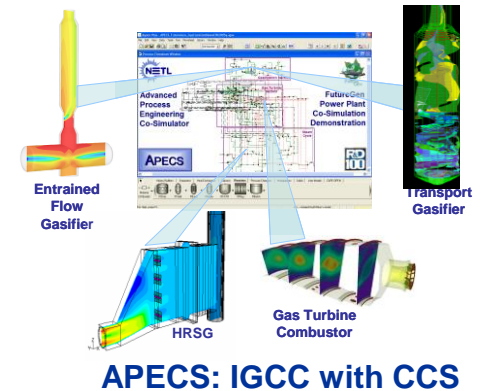 NETL
Advanced
Process
Engineering
Co-Simulator
FutureGen
Power Plant
Co-Simulation
Demonstration
APECS
RD
100
Entrained
Flow
Gasifier
Transport
Gasifier
HRSG
Gas Turbine
Combustor
APECS: IGCC with CCS